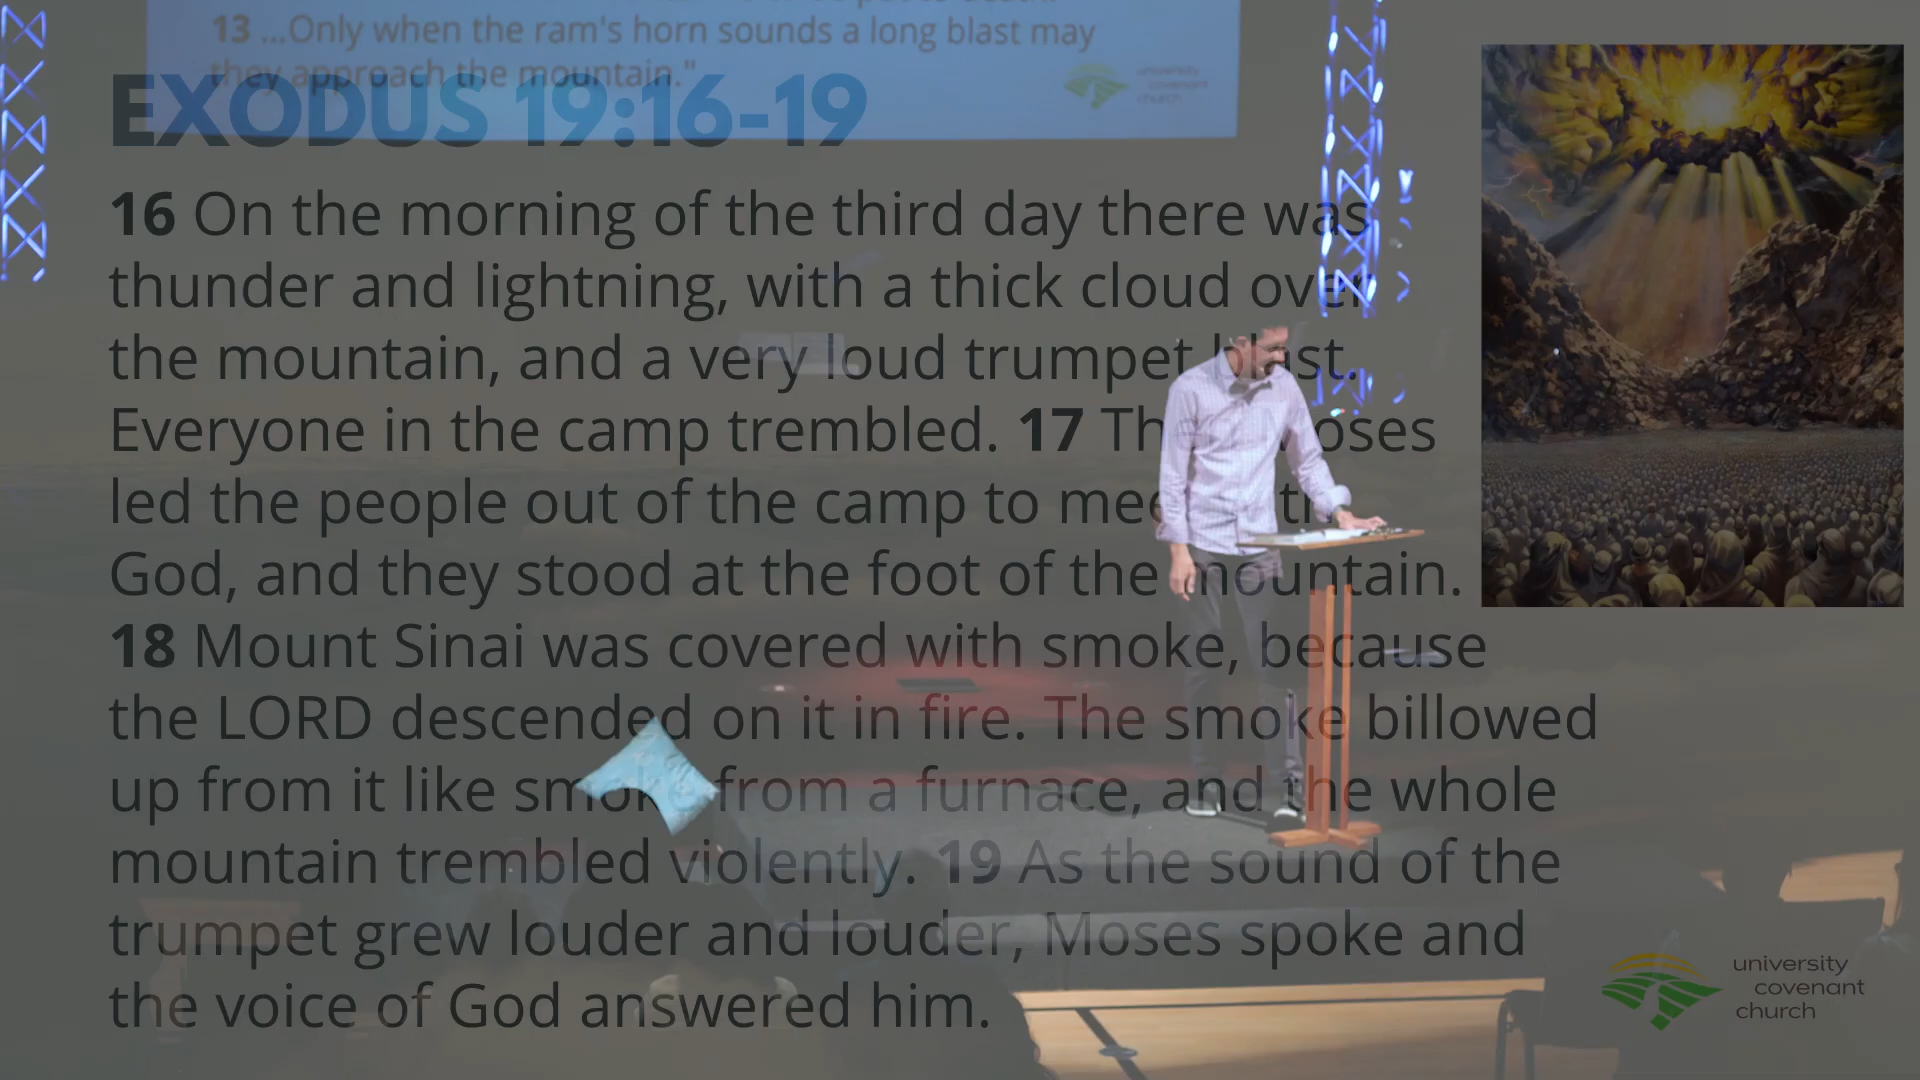 13 ...Only when the ram's horn sounds a long blast may
they approach the mountain."
university
covenant
church
EXODUS 19:16-19
16 On the morning of the third day there was
thunder and lightning, with a thick cloud over
the mountain, and a very loud trumpet blast.
Everyone in the camp trembled. 17 Then Moses
led the people out of the camp to meet with
God, and they stood at the foot of the mountain.
18 Mount Sinai was covered with smoke, because
the LORD descended on it in fire. The smoke billowed
up from it like smoke from a furnace, and the whole
mountain trembled violently. 19 As the sound of the
trumpet grew louder and louder, Moses spoke and
the voice of God answered him.
university
covenant
church